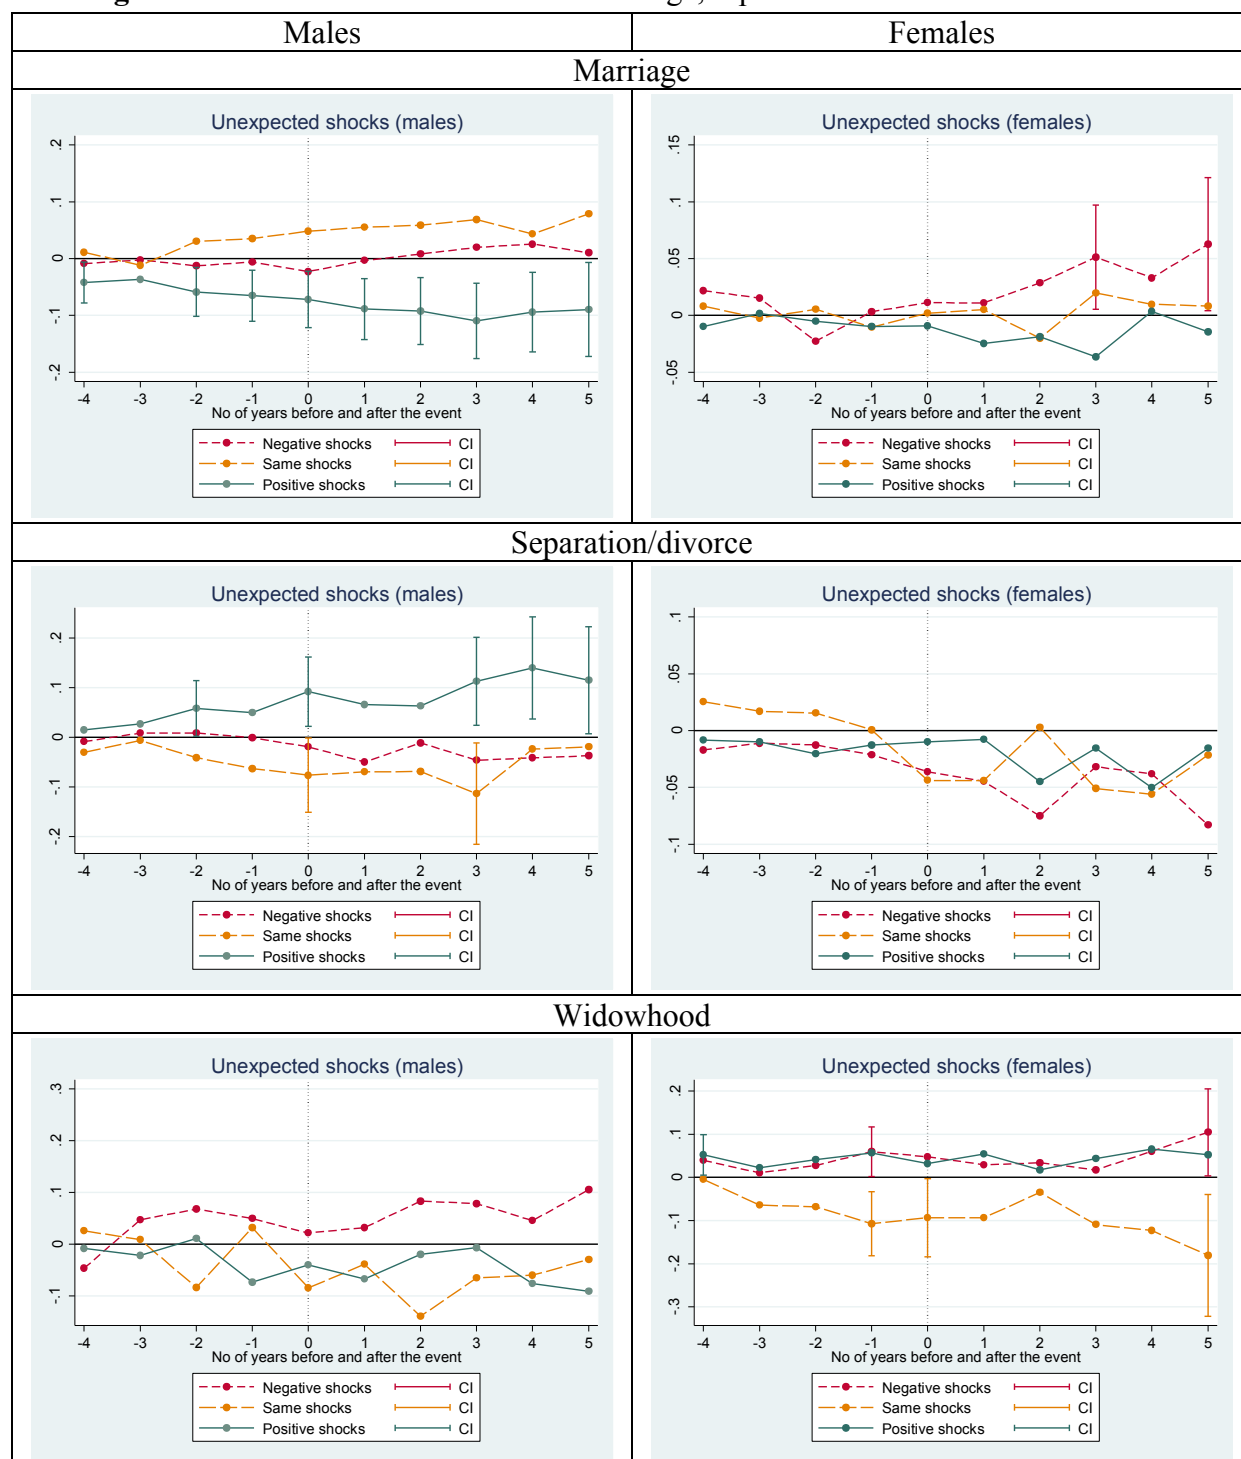 Males Females
Marriage
Unexpected shocks (males)
.2
.1
0
-.1
-.2
-4 -3 -2 -1 0 1 2 3 4 5
No of years before and after the event
Negative shocks CI
Same shocks CI
Positive shocks CI
Unexpected shocks (females)
.15
.1
.05
0
-.05
-4 -3 -2 -1 0 1 2 3 4 5
No of years before and after the event
Negative shocks CI
Same shocks CI
Positive shocks CI
Separation/divorce
Unexpected shocks (males)
.2
.1
0
-.1
-.2
-4 -3 -2 -1 0 1 2 3 4 5
No of years before and after the event
Negative shocks CI
Same shocks CI
Positive shocks CI
Unexpected shocks (females)
.1
.05
0
-.05
-.1
-4 -3 -2 -1 0 1 2 3 4 5
No of years before and after the event
Negative shocks CI
Same shocks CI
Positive shocks CI
Widowhood
Unexpected shocks (males)
.3
.2
.1
0
-.1
-4 -3 -2 -1 0 1 2 3 4 5
No of years before and after the event
Negative shocks CI
Same shocks CI
Positive shocks CI
Unexpected shocks (females)
.2
.1
0
-.1
-.2
-.3
-4 -3 -2 -1 0 1 2 3 4 5
No of years before and after the event
Negative shocks CI
Same shocks CI
Positive shocks CI